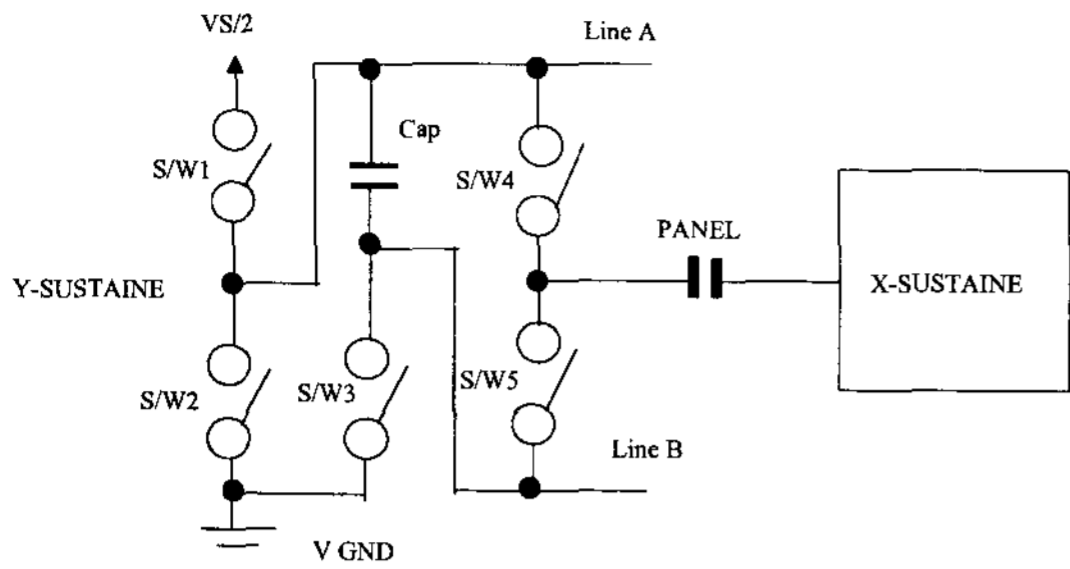 VS/2
Line A
Cap
S/W1
S/W4
PANEL
Y-SUSTAINE
X-SUSTAINE
S/W2
S/W3
S/W5
Line B
V GND